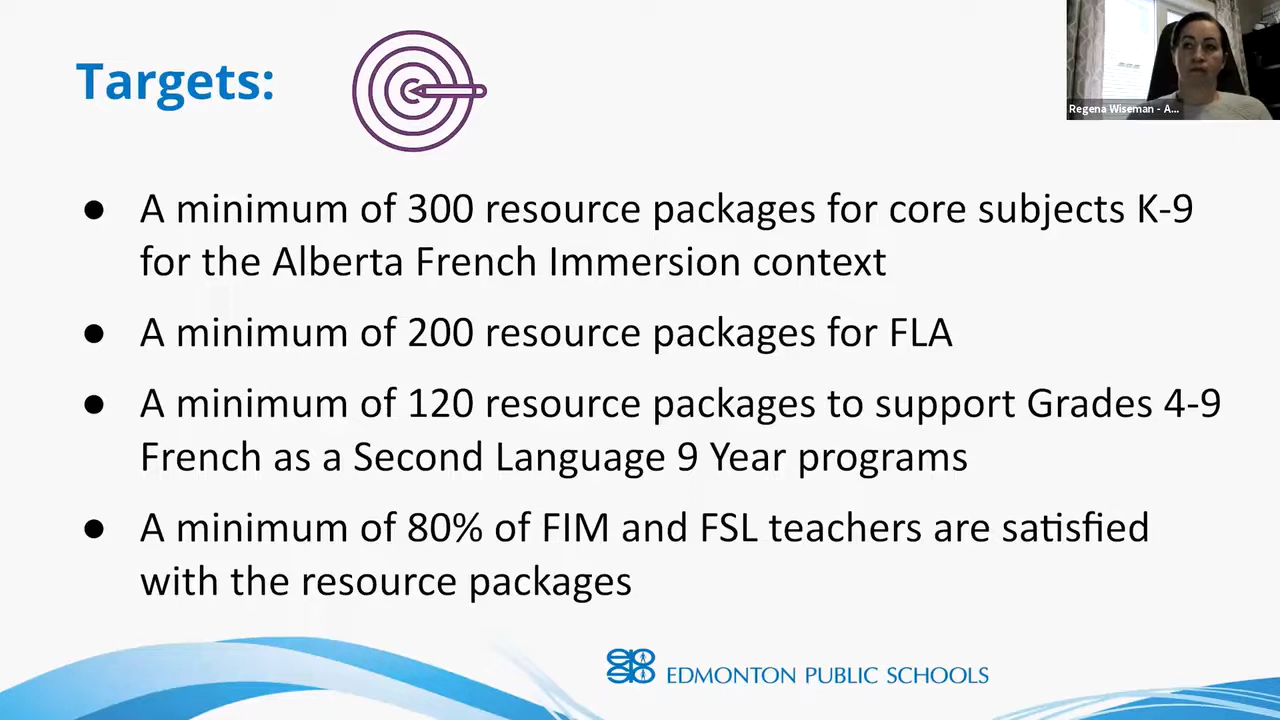 Targets:
Regena Wiseman - A...
● A minimum of 300 resource packages for core subjects K-9
for the Alberta French Immersion context
● A minimum of 200 resource packages for FLA
● A minimum of 120 resource packages to support Grades 4-9
French as a Second Language 9 Year programs
● A minimum of 80% of FIM and FSL teachers are satisfied
with the resource packages
EDMONTON PUBLIC SCHOOLS